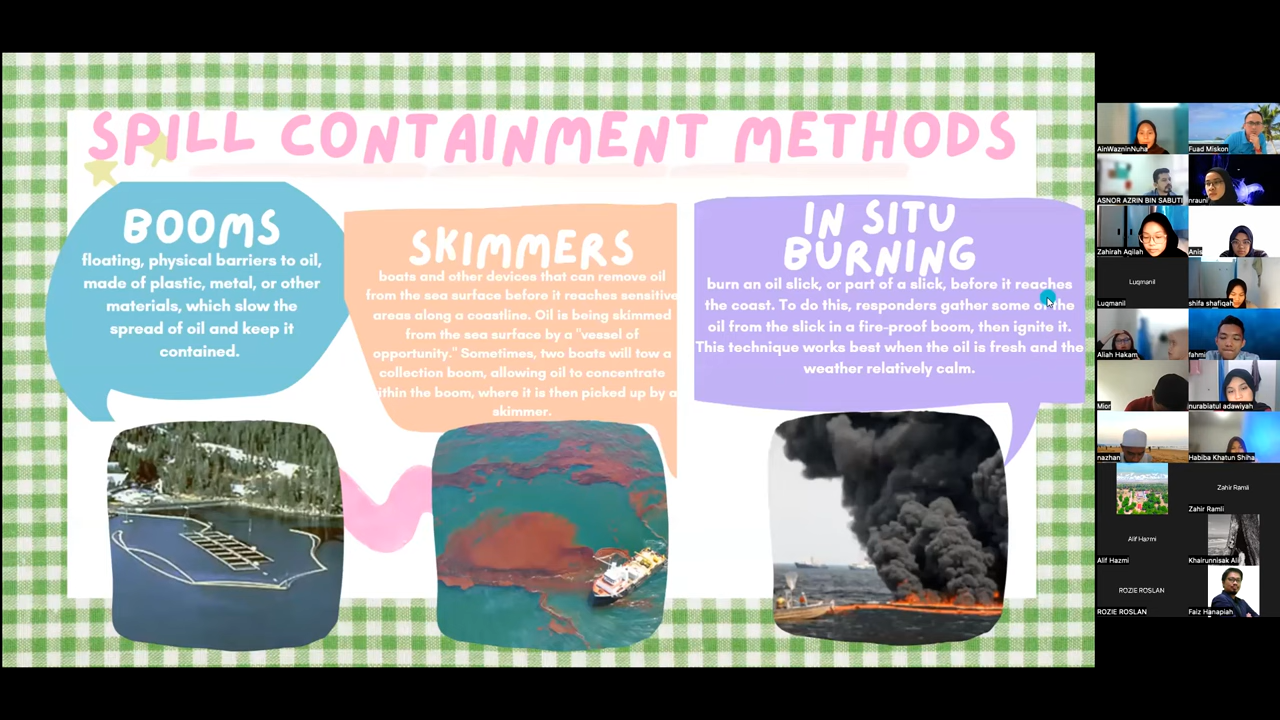 SPILL CONTAINMENT METHODS
BOOMS
floating, physical barriers to oil,
made of plastic, metal, or other
materials, which slow the
spread of oil and keep it
contained.
SKIMMERS
boats and other devices that can remove oil
from the sea surface before it reaches sensitive
areas along a coastline. Oil is being skimmed
from the sea surface by a "vessel of
opportunity." Sometimes, two boats will tow a
collection boom, allowing oil to concentrate
within the boom, where it is then picked up by a
skimmer.
IN SITU
BURNING
burn an oil slick, or part of a slick, before it reaches
the coast. To do this, responders gather some of the
oil from the slick in a fire-proof boom, then ignite it.
This technique works best when the oil is fresh and the
weather relatively calm.
AinWazninNuha
Fuad Miskon
ASNOR AZRIN BIN SABUTI
nrauni
Zahirah Aqilah
Anis
Luqmanil
Luqmanil
shifa shafiqah
Aliah Hakam
fahmi
Mior
nurabiatul adawiyah
nazhan
Habiba Khatun Shiha
Zahir Ramli
Zahir Ramli
Alif Hazmi
Alif Hazmi
Khairunnisak Ali
ROZIE ROSLAN
ROZIE ROSLAN
Faiz Hanapiah